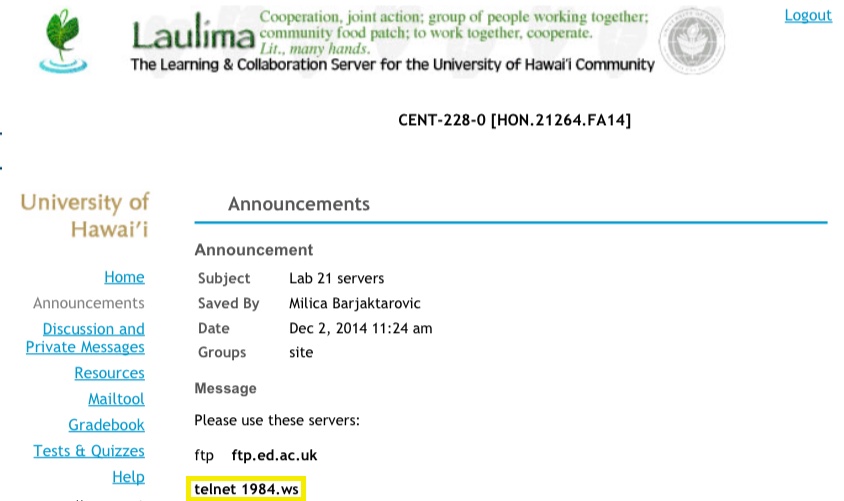 Logout
Laulima
Cooperation, joint action; group of people working together;
community food patch; to work together, cooperate.
Lit., many hands.
The Learning & Collaboration Server for the University of Hawai'i Community
CENT-228-0 [HON.21264.FA14]
University of
Hawai'i
Home
Announcements
Discussion and
Private Messages
Resources
Mailtool
Gradebook
Tests & Quizzes
Help
Announcements
Announcement
Subject Lab 21 servers
Saved By Milica Barjaktarovic
Date Dec 2, 2014 11:24 am
Groups site
Message
Please use these servers:
ftp ftp.ed.ac.uk
telnet 1984.ws